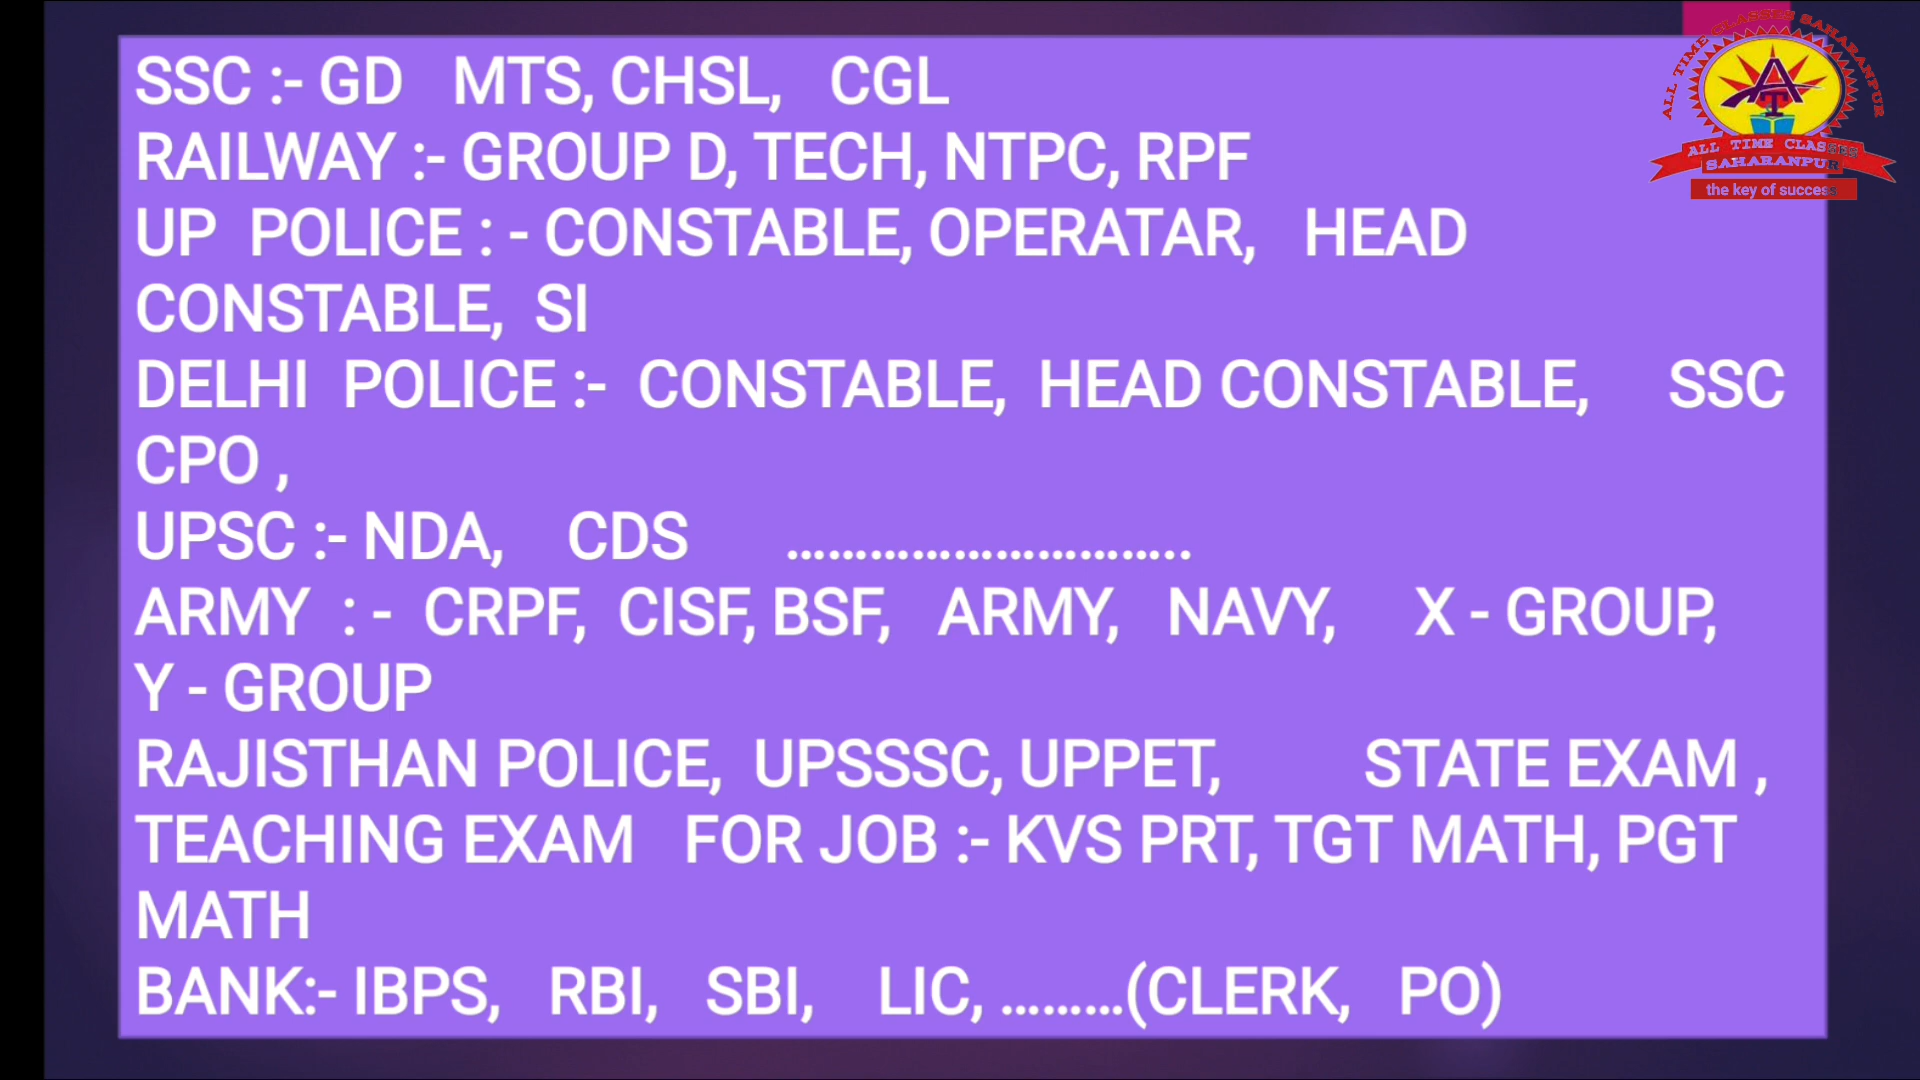 SSC :- GD MTS, CHSL, CGL
RAILWAY :- GROUP D, TECH, NTPC, RPF
UP POLICE : - CONSTABLE, OPERATAR, HEAD
CONSTABLE, SI
DELHI POLICE :- CONSTABLE, HEAD CONSTABLE, SSC
CPO ,
UPSC :- NDA, CDS …………………………..
ARMY : - CRPF, CISF, BSF, ARMY, NAVY, X - GROUP,
Y - GROUP
RAJISTHAN POLICE, UPSSSC, UPPET, STATE EXAM ,
TEACHING EXAM FOR JOB :- KVS PRT, TGT MATH, PGT
MATH
BANK:- IBPS, RBI, SBI, LIC, ………(CLERK, PO)
ALL TIME CLASSES SAHARANPUR
AT
ALL TIME CLASSES
SAHARANPUR
the key of success